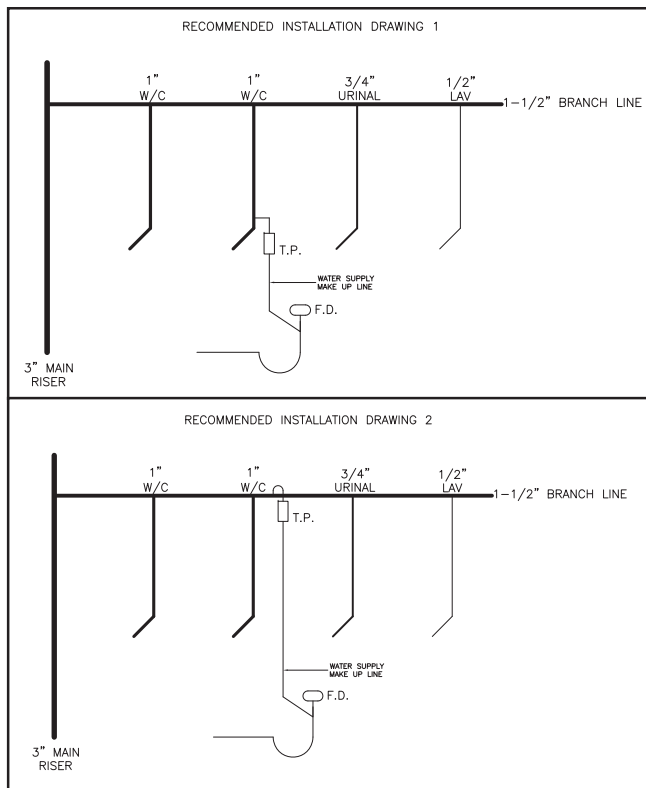 RECOMMENDED INSTALLATION DRAWING 1
1” 1” 3/4” 1/2”
W/C W/C URINAL LAV
1-1/2” BRANCH LINE
T.P.
WATER SUPPLY
MAKE UP LINE
F.D.
3” MAIN
RISER
RECOMMENDED INSTALLATION DRAWING 2
1” 1” 3/4” 1/2”
W/C W/C URINAL LAV
1-1/2” BRANCH LINE
T.P.
WATER SUPPLY
MAKE UP LINE
F.D.
3” MAIN
RISER